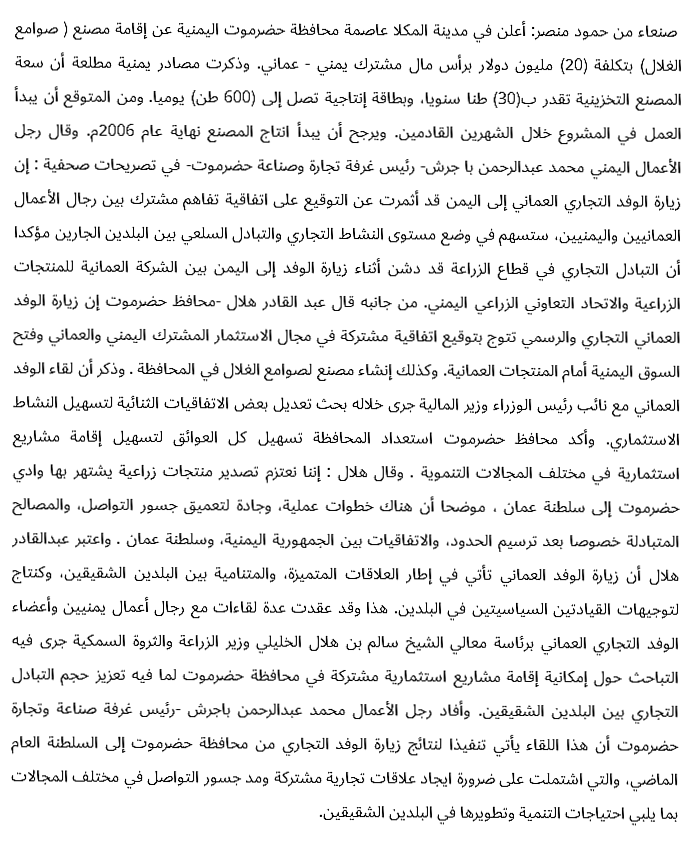 صنعاء من حمود منصر: أعلن في مدينة المكلا عاصمة محافظة حضرموت اليمنية عن إقامة مصنع ( صوامع
الغلال) بتكلفة (20) مليون دولار برأس مال مشترك يمني - عماني. وذكرت مصادر يمنية مطلعة أن سعة
المصنع التخزينية تقدر ب(30) طنا سنويا، وبطاقة إنتاجية تصل إلى (600 طن) يوميا. ومن المتوقع أن يبدأ
العمل في المشروع خلال الشهرين القادمين. ويرجح أن يبدأ انتاج المصنع نهاية عام 2006م. وقال رجل
الأعمال اليمني محمد عبدالرحمن با جرش- رئيس غرفة تجارة وصناعة حضرموت- في تصريحات صحفية : إن
زيارة الوفد التجاري العماني إلى اليمن قد أثمرت عن التوقيع على اتفاقية تفاهم مشترك بين رجال الأعمال
العمانيين واليمنيين، ستسهم في وضع مستوى النشاط التجاري والتبادل السلعي بين البلدين الجارين مؤكدا
أن التبادل التجاري في قطاع الزراعة قد دشن أثناء زيارة الوفد إلى اليمن بين الشركة العمانية للمنتجات
الزراعية والاتحاد التعاوني الزراعي اليمني. من جانبه قال عبد القادر هلال -محافظ حضرموت إن زيارة الوفد
العماني التجاري والرسمي تتوج بتوقيع اتفاقية مشتركة في مجال الاستثمار المشترك اليمني والعماني وفتح
السوق اليمنية أمام المنتجات العمانية. وكذلك إنشاء مصنع لصوامع الغلال في المحافظة . وذكر أن لقاء الوفد
العماني مع نائب رئيس الوزراء وزير المالية جرى خلاله بحث تعديل بعض الاتفاقيات الثنائية لتسهيل النشاط
الاستثماري. وأكد محافظ حضرموت استعداد المحافظة تسهيل كل العوائق لتسهيل إقامة مشاريع
استثمارية في مختلف المجالات التنموية . وقال هلال : إننا نعتزم تصدير منتجات زراعية يشتهر بها وادي
حضرموت إلى سلطنة عمان ، موضحا أن هناك خطوات عملية، وجادة لتعميق جسور التواصل، والمصالح
المتبادلة خصوصا بعد ترسيم الحدود، والاتفاقيات بين الجمهورية اليمنية، وسلطنة عمان . واعتبر عبدالقادر
هلال أن زيارة الوفد العماني تأتي في إطار العلاقات المتميزة، والمتنامية بين البلدين الشقيقين، وكنتاج
لتوجيهات القيادتين السياسيتين في البلدين. هذا وقد عقدت عدة لقاءات مع رجال أعمال يمنيين وأعضاء
الوفد التجاري العماني برئاسة معالي الشيخ سالم بن هلال الخليلي وزير الزراعة والثروة السمكية جرى فيه
التباحث حول إمكانية إقامة مشاريع استثمارية مشتركة في محافظة حضرموت لما فيه تعزيز حجم التبادل
التجاري بين البلدين الشقيقين. وأفاد رجل الأعمال محمد عبدالرحمن باجرش -رئيس غرفة صناعة وتجارة
حضرموت أن هذا اللقاء يأتي تنفيذا لنتائج زيارة الوفد التجاري من محافظة حضرموت إلى السلطنة العام
الماضي، والتي اشتملت على ضرورة ايجاد علاقات تجارية مشتركة ومد جسور التواصل في مختلف المجالات
بما يلبي احتياجات التنمية وتطويرها في البلدين الشقيقين.